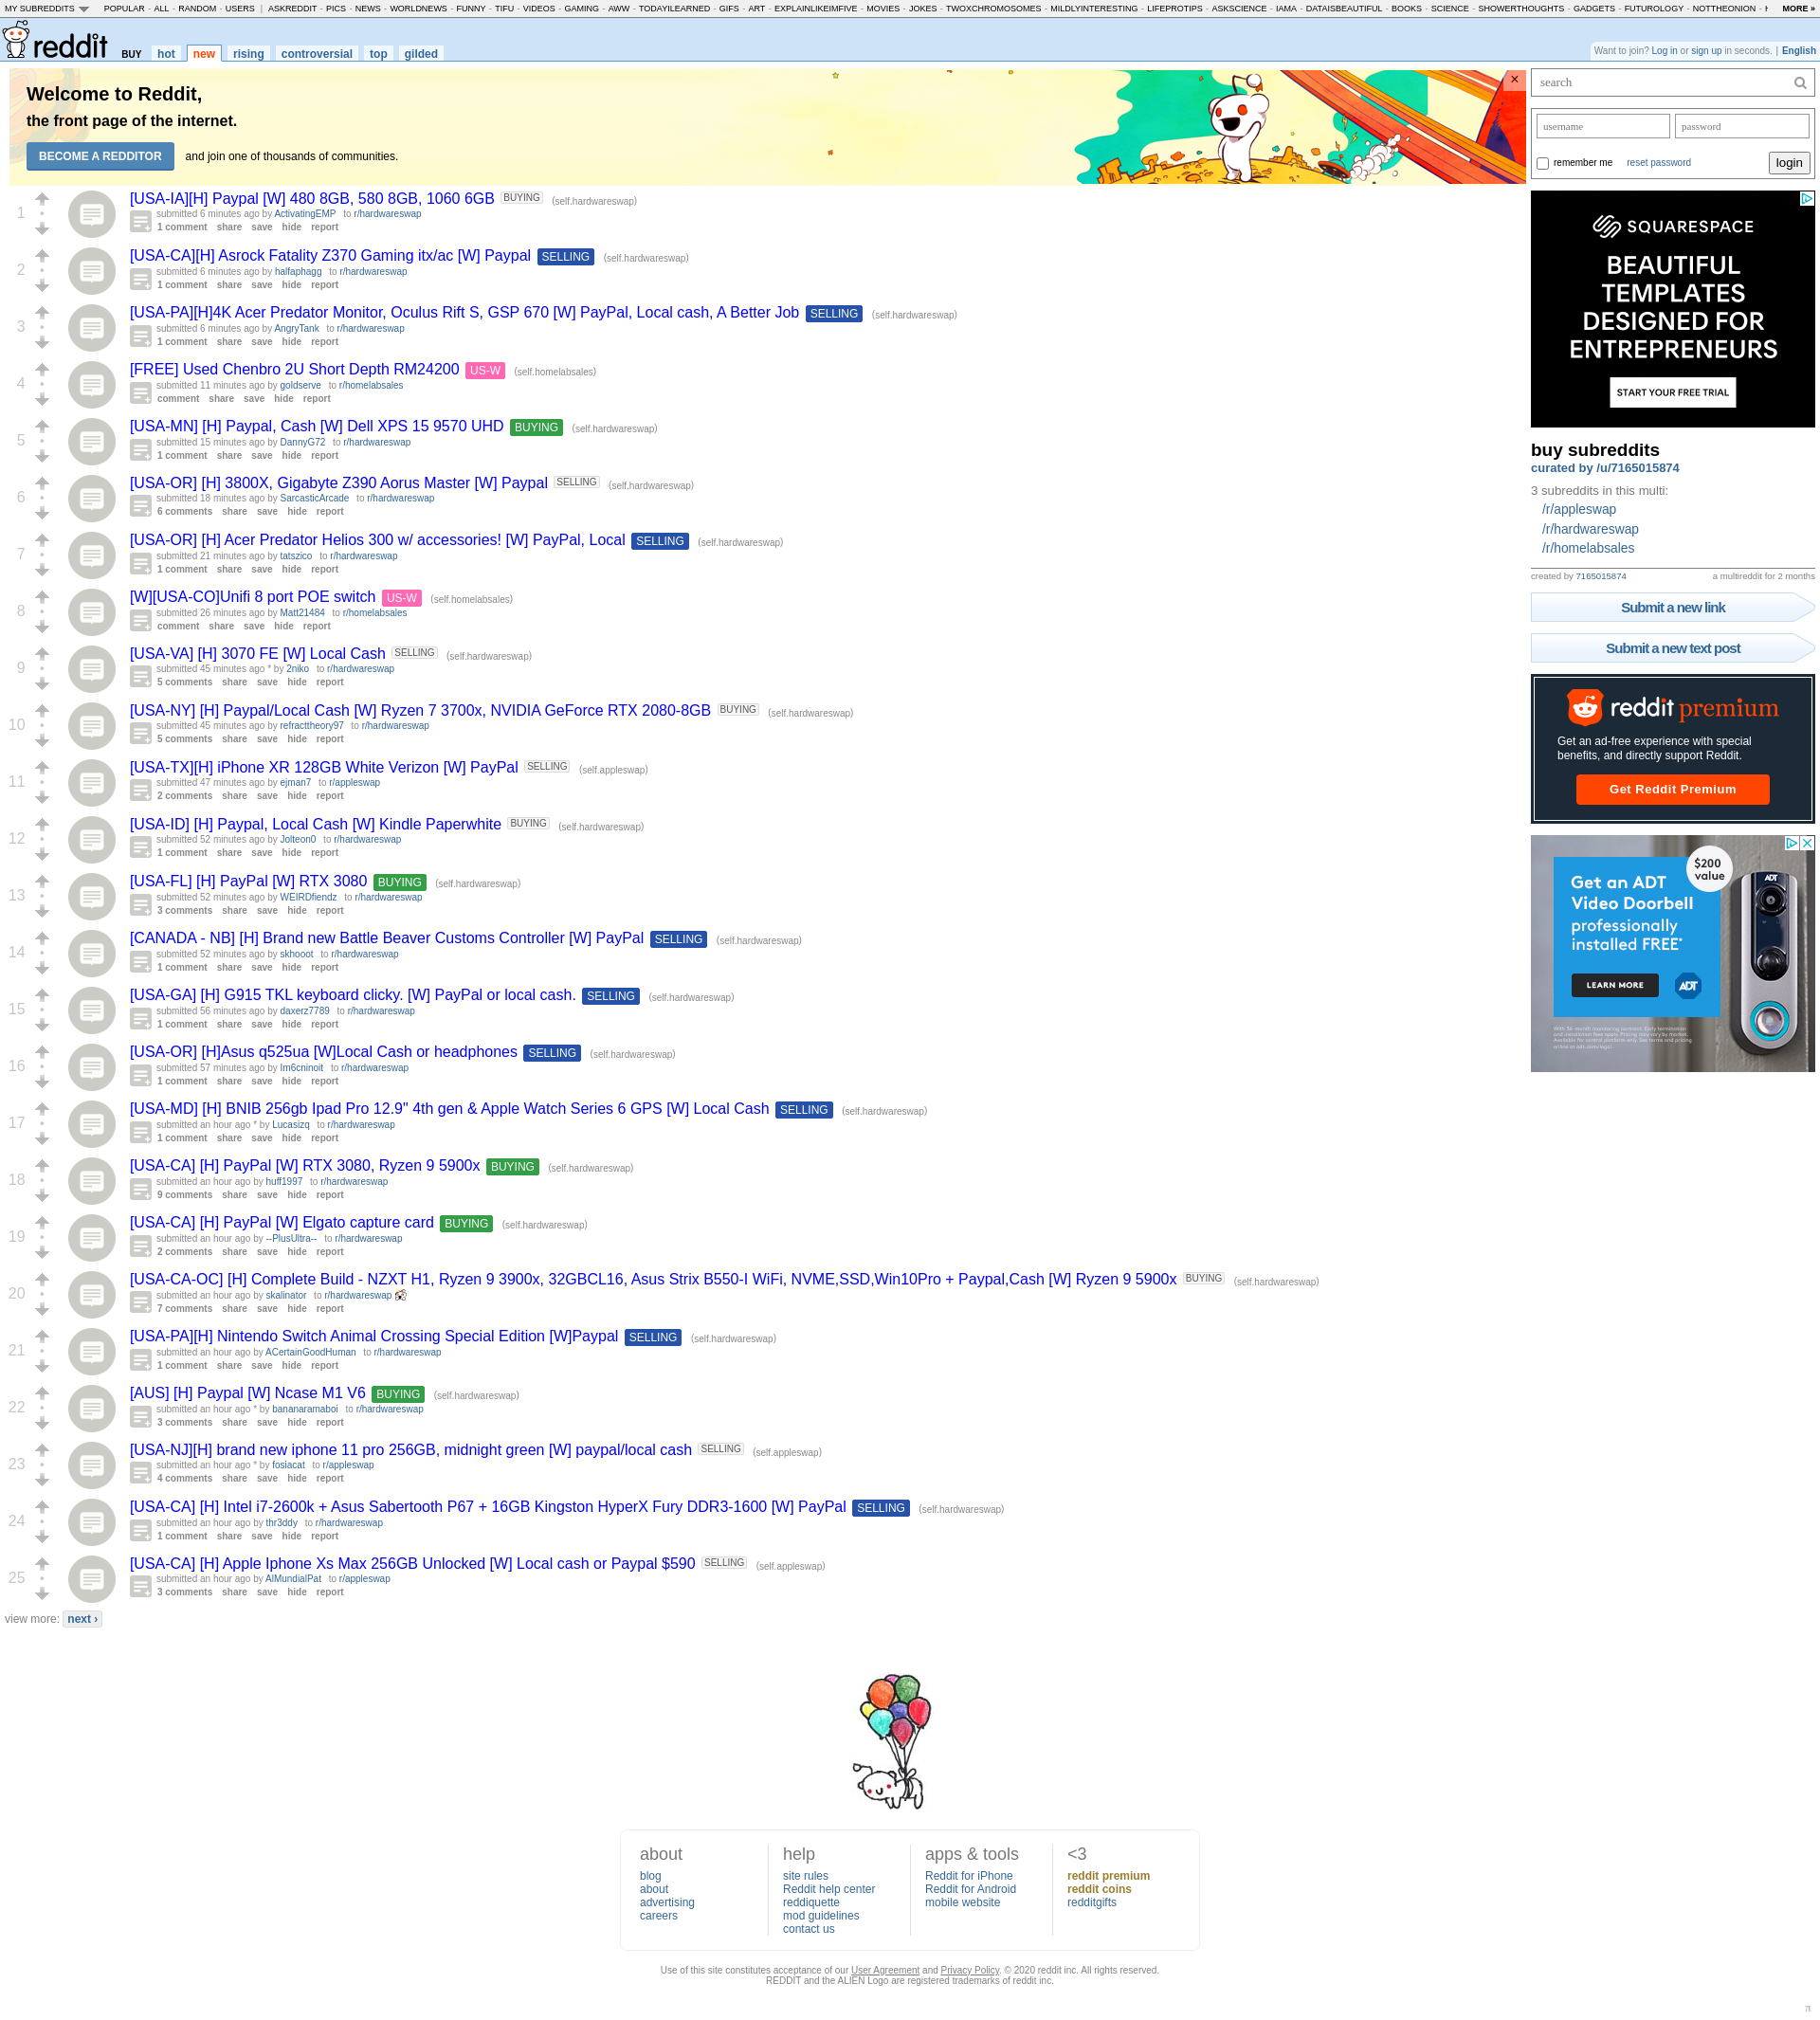 MY SUBREDDITS POPULAR - ALL - RANDOM - USERS | ASKREDDIT - PICS - NEWS - WORLDNEWS - FUNNY - TIFU - VIDEOS - GAMING - AWW - TODAYILEARNED - GIFS - ART - EXPLAINLIKEIMFIVE - MOVIES - JOKES - TWOXCHROMOSOMES - MILDLYINTERESTING - LIFEPROTIPS - ASKSCIENCE - IAMA - DATAISBEAUTIFUL - BOOKS - SCIENCE - SHOWERTHOUGHTS - GADGETS - FUTUROLOGY - NOTTHEONION - MORE »
reddit BUY hot new rising controversial top gilded
Want to join? Log in or sign up in seconds. | English
Welcome to Reddit,
the front page of the internet.
BECOME A REDDITOR and join one of thousands of communities.
×
1
[USA-IA][H] Paypal [W] 480 8GB, 580 8GB, 1060 6GB BUYING (self.hardwareswap)
submitted 6 minutes ago by ActivatingEMP to r/hardwareswap
1 comment share save hide report
2
[USA-CA][H] Asrock Fatality Z370 Gaming itx/ac [W] Paypal SELLING (self.hardwareswap)
submitted 6 minutes ago by halfaphagg to r/hardwareswap
1 comment share save hide report
3
[USA-PA][H]4K Acer Predator Monitor, Oculus Rift S, GSP 670 [W] PayPal, Local cash, A Better Job SELLING (self.hardwareswap)
submitted 6 minutes ago by AngryTank to r/hardwareswap
1 comment share save hide report
4
[FREE] Used Chenbro 2U Short Depth RM24200 US-W (self.homelabsales)
submitted 11 minutes ago by goldserve to r/homelabsales
comment share save hide report
5
[USA-MN] [H] Paypal, Cash [W] Dell XPS 15 9570 UHD BUYING (self.hardwareswap)
submitted 15 minutes ago by DannyG72 to r/hardwareswap
1 comment share save hide report
6
[USA-OR] [H] 3800X, Gigabyte Z390 Aorus Master [W] Paypal SELLING (self.hardwareswap)
submitted 18 minutes ago by SarcasticArcade to r/hardwareswap
6 comments share save hide report
7
[USA-OR] [H] Acer Predator Helios 300 w/ accessories! [W] PayPal, Local SELLING (self.hardwareswap)
submitted 21 minutes ago by tatszico to r/hardwareswap
1 comment share save hide report
8
[W][USA-CO]Unifi 8 port POE switch US-W (self.homelabsales)
submitted 26 minutes ago by Matt21484 to r/homelabsales
comment share save hide report
9
[USA-VA] [H] 3070 FE [W] Local Cash SELLING (self.hardwareswap)
submitted 45 minutes ago * by 2niko to r/hardwareswap
5 comments share save hide report
10
[USA-NY] [H] Paypal/Local Cash [W] Ryzen 7 3700x, NVIDIA GeForce RTX 2080-8GB BUYING (self.hardwareswap)
submitted 45 minutes ago by refracttheory97 to r/hardwareswap
5 comments share save hide report
11
[USA-TX][H] iPhone XR 128GB White Verizon [W] PayPal SELLING (self.appleswap)
submitted 47 minutes ago by ejman7 to r/appleswap
2 comments share save hide report
12
[USA-ID] [H] Paypal, Local Cash [W] Kindle Paperwhite BUYING (self.hardwareswap)
submitted 52 minutes ago by Jolteon0 to r/hardwareswap
1 comment share save hide report
13
[USA-FL] [H] PayPal [W] RTX 3080 BUYING (self.hardwareswap)
submitted 52 minutes ago by WEIRDfiendz to r/hardwareswap
3 comments share save hide report
14
[CANADA - NB] [H] Brand new Battle Beaver Customs Controller [W] PayPal SELLING (self.hardwareswap)
submitted 52 minutes ago by skhooot to r/hardwareswap
1 comment share save hide report
15
[USA-GA] [H] G915 TKL keyboard clicky. [W] PayPal or local cash. SELLING (self.hardwareswap)
submitted 56 minutes ago by daxerz7789 to r/hardwareswap
1 comment share save hide report
16
[USA-OR] [H]Asus q525ua [W]Local Cash or headphones SELLING (self.hardwareswap)
submitted 57 minutes ago by Im6cninoit to r/hardwareswap
1 comment share save hide report
17
[USA-MD] [H] BNIB 256gb Ipad Pro 12.9" 4th gen & Apple Watch Series 6 GPS [W] Local Cash SELLING (self.hardwareswap)
submitted an hour ago * by Lucasizq to r/hardwareswap
1 comment share save hide report
18
[USA-CA] [H] PayPal [W] RTX 3080, Ryzen 9 5900x BUYING (self.hardwareswap)
submitted an hour ago by huff1997 to r/hardwareswap
9 comments share save hide report
19
[USA-CA] [H] PayPal [W] Elgato capture card BUYING (self.hardwareswap)
submitted an hour ago by --PlusUltra-- to r/hardwareswap
2 comments share save hide report
20
[USA-CA-OC] [H] Complete Build - NZXT H1, Ryzen 9 3900x, 32GBCL16, Asus Strix B550-I WiFi, NVME,SSD,Win10Pro + Paypal,Cash [W] Ryzen 9 5900x BUYING (self.hardwareswap)
submitted an hour ago by skalinator to r/hardwareswap
7 comments share save hide report
21
[USA-PA][H] Nintendo Switch Animal Crossing Special Edition [W]Paypal SELLING (self.hardwareswap)
submitted an hour ago by ACertainGoodHuman to r/hardwareswap
1 comment share save hide report
22
[AUS] [H] Paypal [W] Ncase M1 V6 BUYING (self.hardwareswap)
submitted an hour ago * by bananaramaboi to r/hardwareswap
3 comments share save hide report
23
[USA-NJ][H] brand new iphone 11 pro 256GB, midnight green [W] paypal/local cash SELLING (self.appleswap)
submitted an hour ago * by fosiacat to r/appleswap
4 comments share save hide report
24
[USA-CA] [H] Intel i7-2600k + Asus Sabertooth P67 + 16GB Kingston HyperX Fury DDR3-1600 [W] PayPal SELLING (self.hardwareswap)
submitted an hour ago by thr3ddy to r/hardwareswap
1 comment share save hide report
25
[USA-CA] [H] Apple Iphone Xs Max 256GB Unlocked [W] Local cash or Paypal $590 SELLING (self.appleswap)
submitted an hour ago by AlMundialPat to r/appleswap
3 comments share save hide report
view more: next ›
search
username password
remember me reset password login
SQUARESPACE
BEAUTIFUL
TEMPLATES
DESIGNED FOR
ENTREPRENEURS
START YOUR FREE TRIAL
buy subreddits
curated by /u/7165015874
3 subreddits in this multi:
/r/appleswap
/r/hardwareswap
/r/homelabsales
created by 7165015874 a multireddit for 2 months
Submit a new link
Submit a new text post
reddit premium
Get an ad-free experience with special
benefits, and directly support Reddit.
Get Reddit Premium
$200
value
Get an ADT
Video Doorbell
professionally
installed FREE*
LEARN MORE ADT
ADT
about
blog
about
advertising
careers
help
site rules
Reddit help center
reddiquette
mod guidelines
contact us
apps & tools
Reddit for iPhone
Reddit for Android
mobile website
<3
reddit premium
reddit coins
redditgifts
Use of this site constitutes acceptance of our User Agreement and Privacy Policy. © 2020 reddit inc. All rights reserved.
REDDIT and the ALIEN Logo are registered trademarks of reddit inc.
π